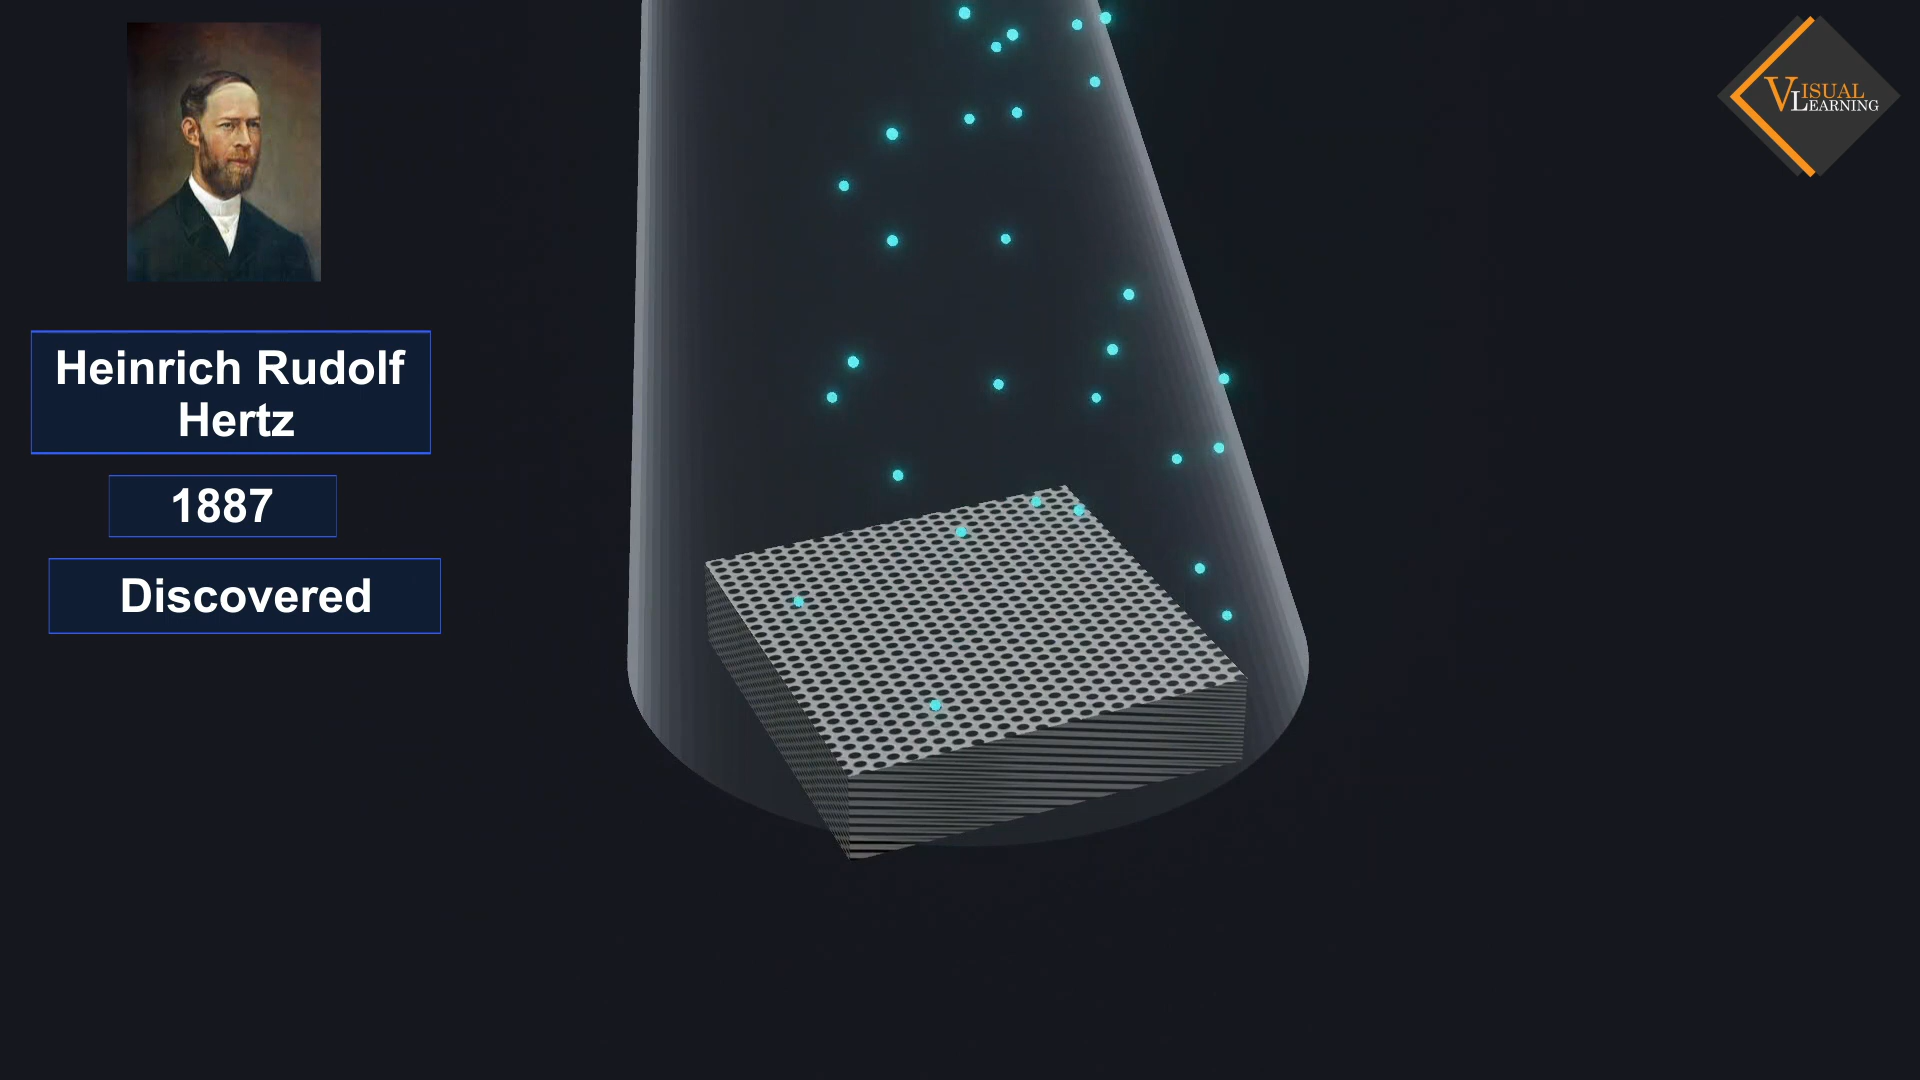 Heinrich Rudolf
Hertz
1887
Discovered
VISUAL
LEARNING